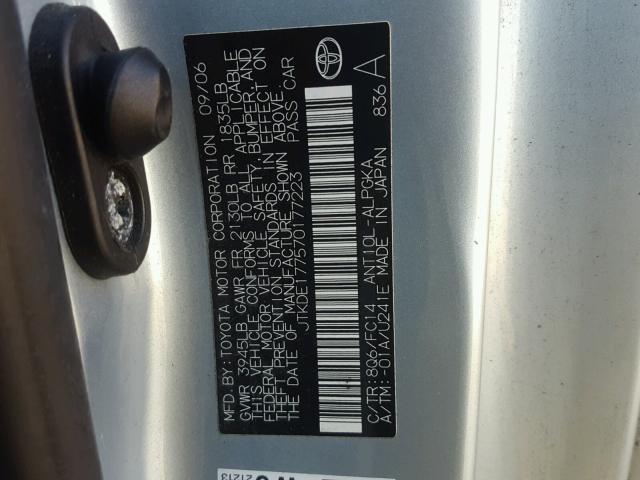 MFD.BY:TOYOTA MOTOR CORPORATION 09/06
GVWR 3945LB GAWR FR 2130LB RR 1835LB
THIS VEHICLE CONFORMS TO ALL APPLICABLE
FEDERAL MOTOR VEHICLE SAFETY, BUMPER, AND
THEFT PREVENTION STANDARDS IN EFFECT ON
THE DATE OF MANUFACTURE SHOWN ABOVE.
JTKDE177570177223 PASS CAR
C/TR:8Q6/FC14 ANT10L-ALPGKA
A/TM:-01A/U241E MADE IN JAPAN 836 A
21213